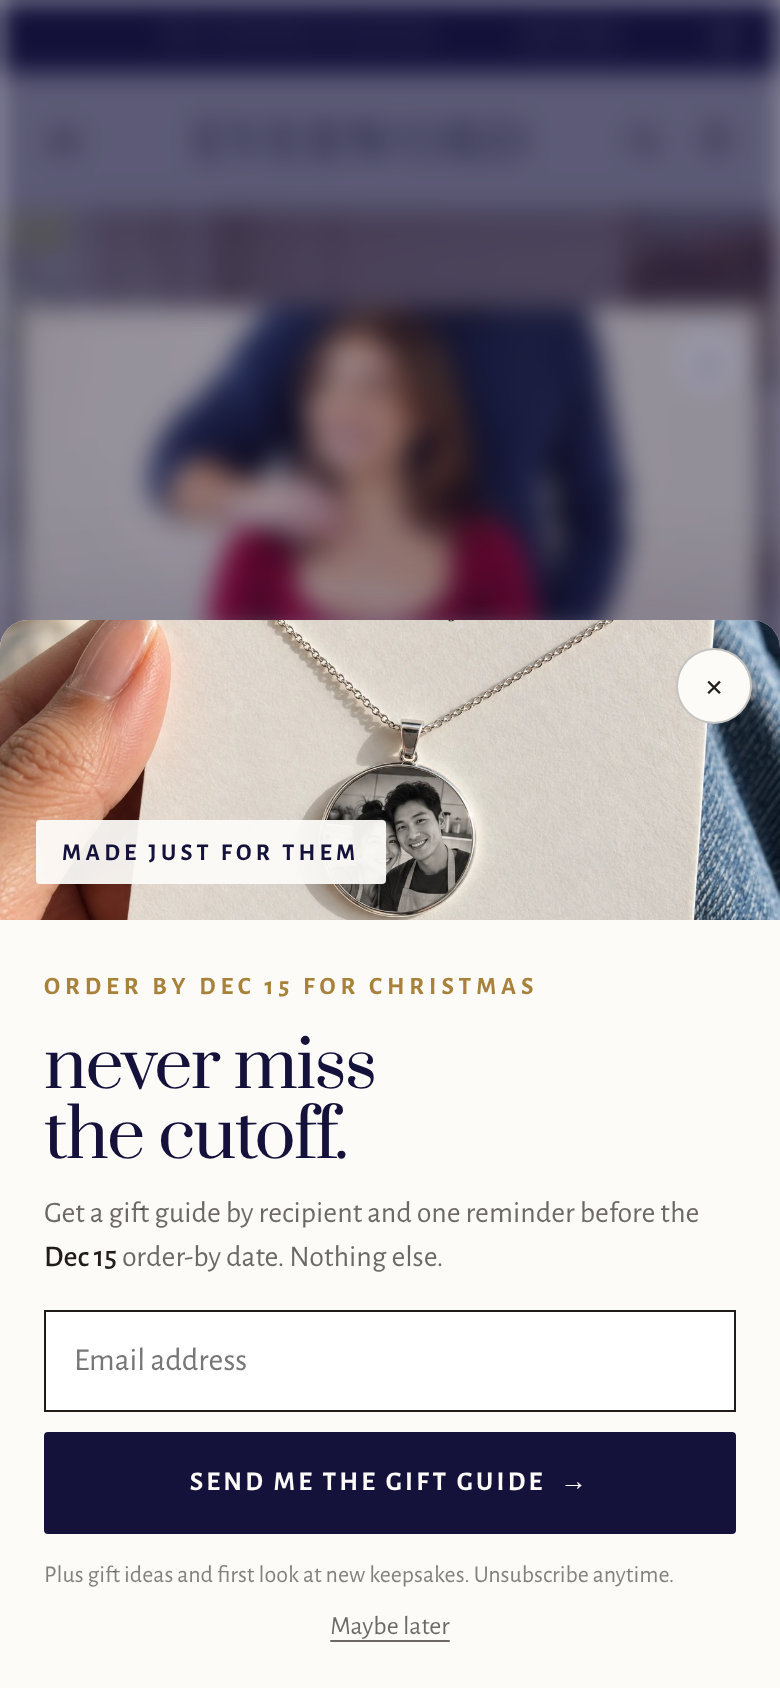 MADE JUST FOR THEM
ORDER BY DEC 15 FOR CHRISTMAS
never miss
the cutoff.
Get a gift guide by recipient and one reminder before the
Dec 15 order-by date. Nothing else.
Email address
SEND ME THE GIFT GUIDE →
Plus gift ideas and first look at new keepsakes. Unsubscribe anytime.
Maybe later